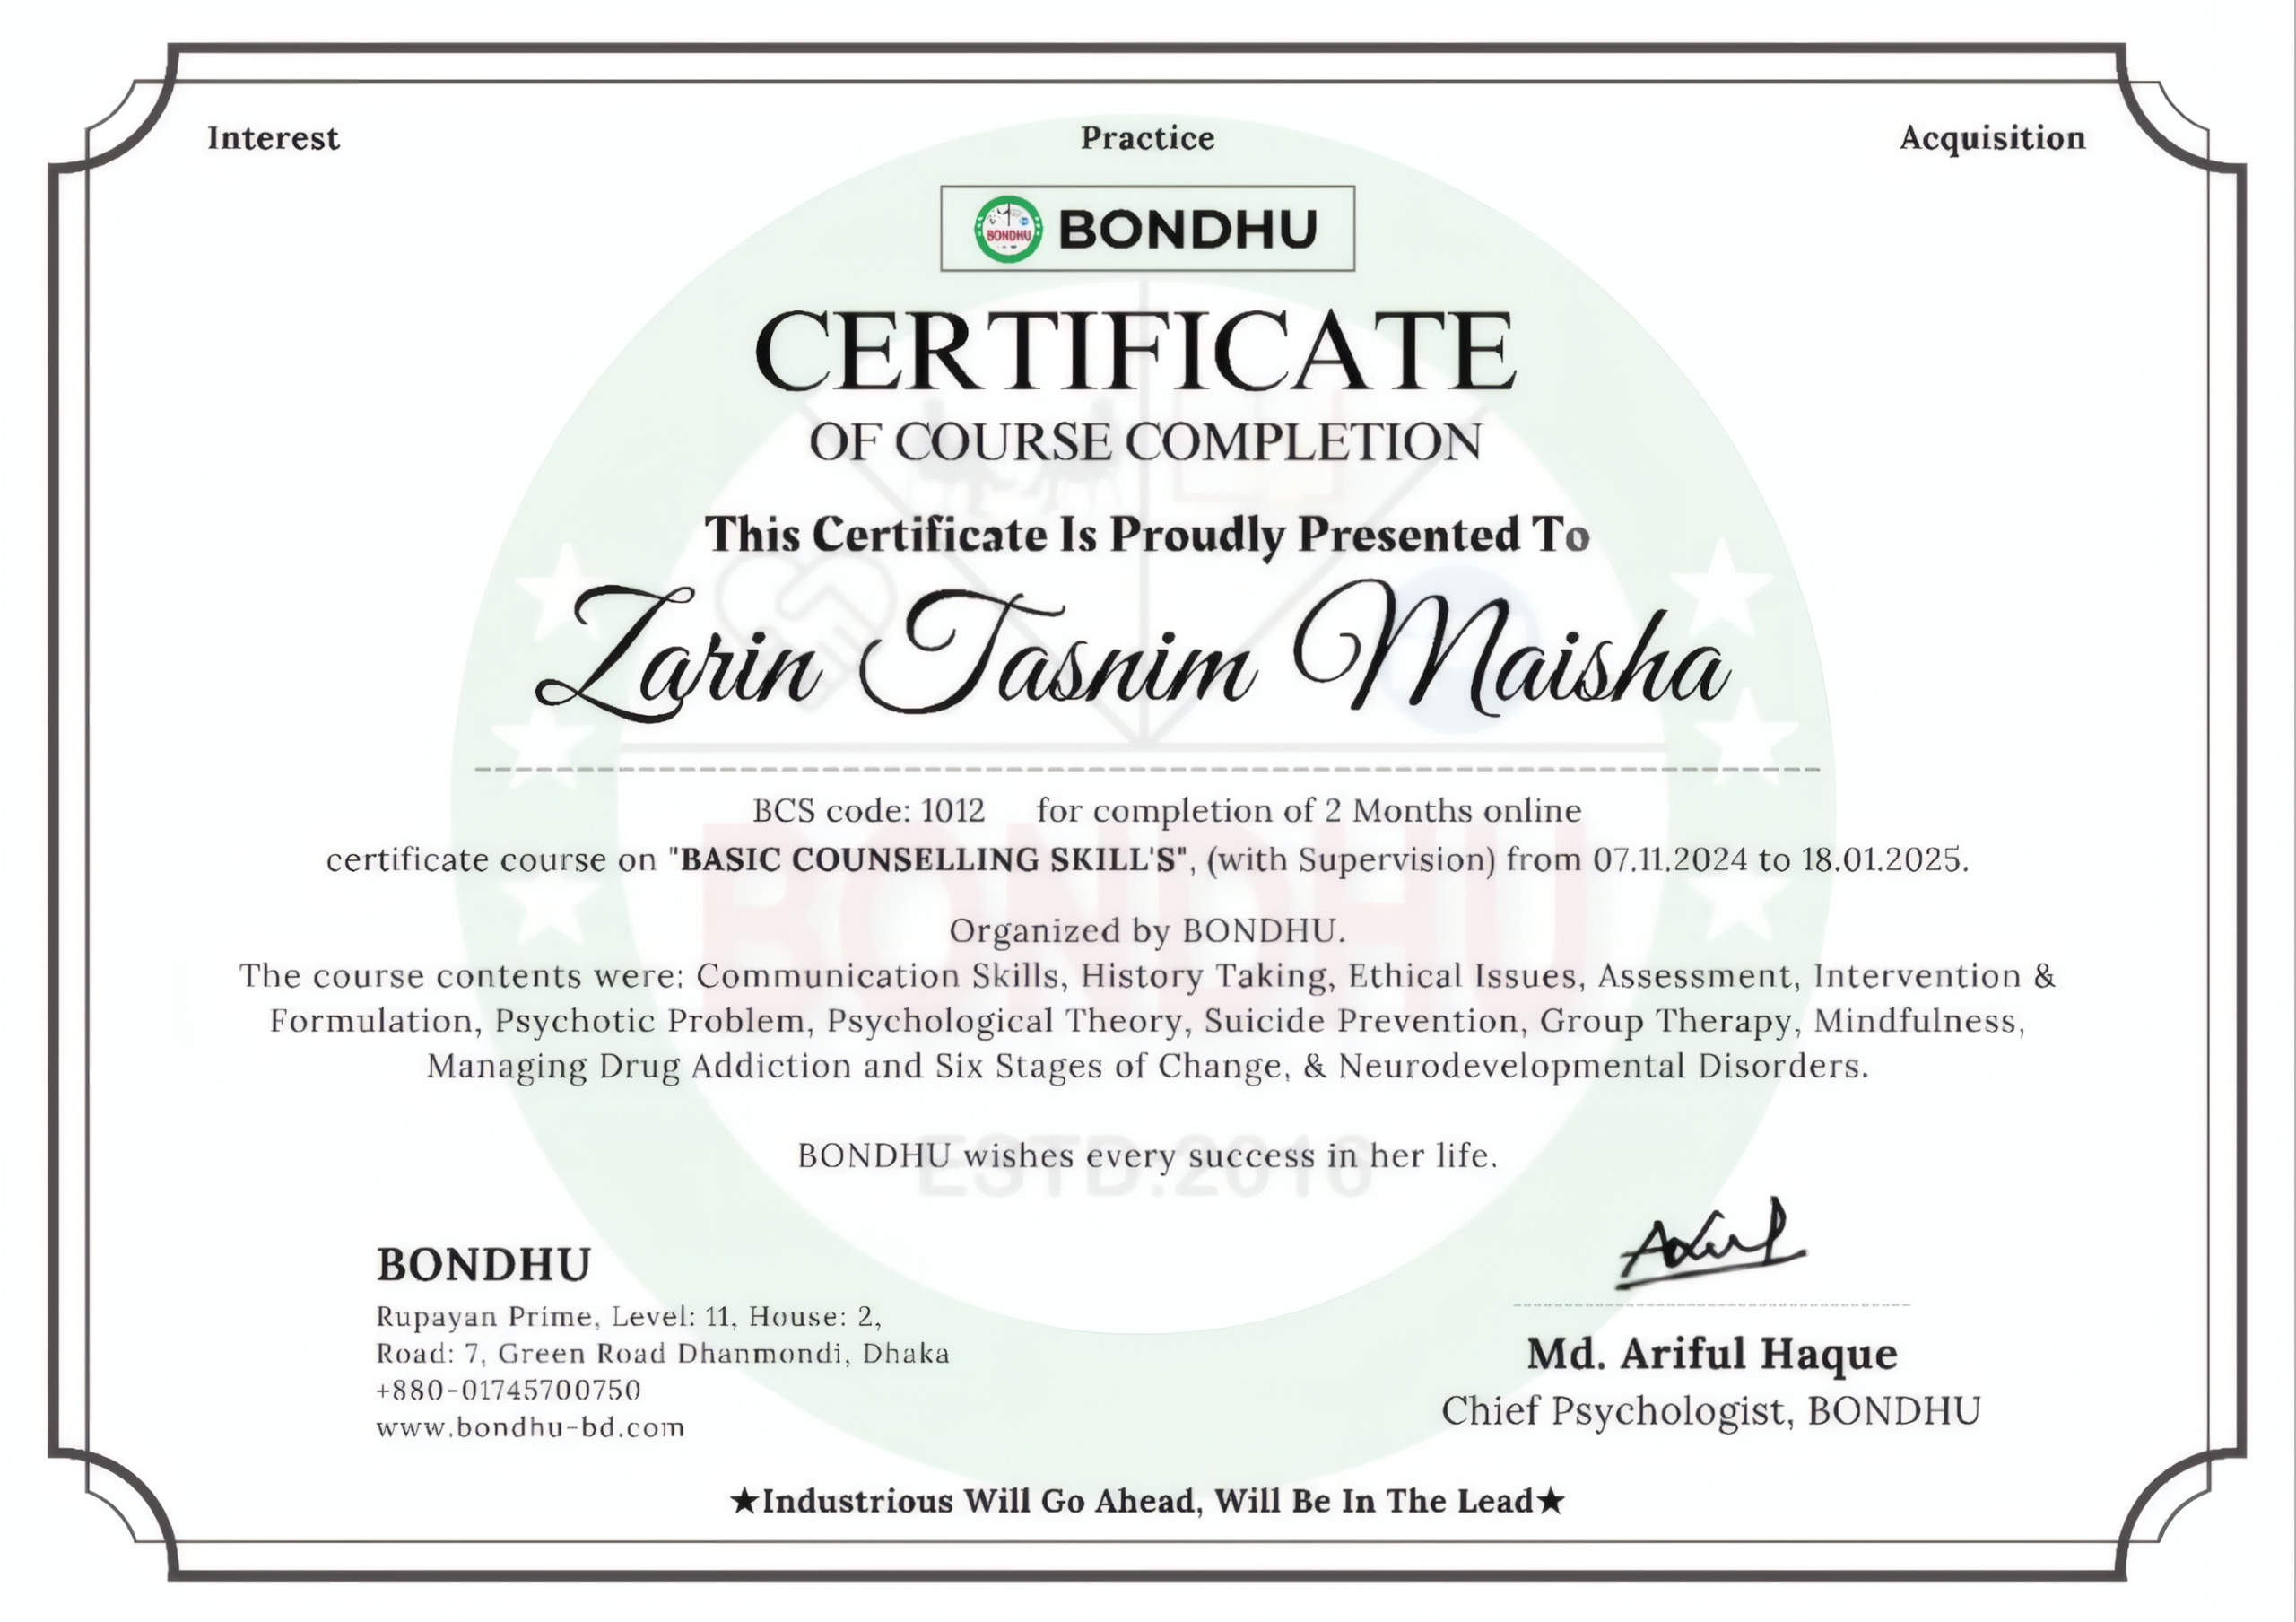 Interest Practice Acquisition
BONDHU BONDHU
CERTIFICATE
OF COURSE COMPLETION
This Certificate Is Proudly Presented To
Zarin Tasnim Maisha
BCS code: 1012 for completion of 2 Months online
certificate course on "BASIC COUNSELLING SKILL'S", (with Supervision) from 07.11.2024 to 18.01.2025.
BONDHU
Organized by BONDHU.
The course contents were: Communication Skills, History Taking, Ethical Issues, Assessment, Intervention &
Formulation, Psychotic Problem, Psychological Theory, Suicide Prevention, Group Therapy, Mindfulness,
Managing Drug Addiction and Six Stages of Change, & Neurodevelopmental Disorders.
BONDHU wishes every success in her life.
ESTD.2016
BONDHU
Rupayan Prime, Level: 11, House: 2,
Road: 7, Green Road Dhanmondi, Dhaka
+880-01745700750
www.bondhu-bd.com
Md. Ariful Haque
Chief Psychologist, BONDHU
★Industrious Will Go Ahead, Will Be In The Lead★